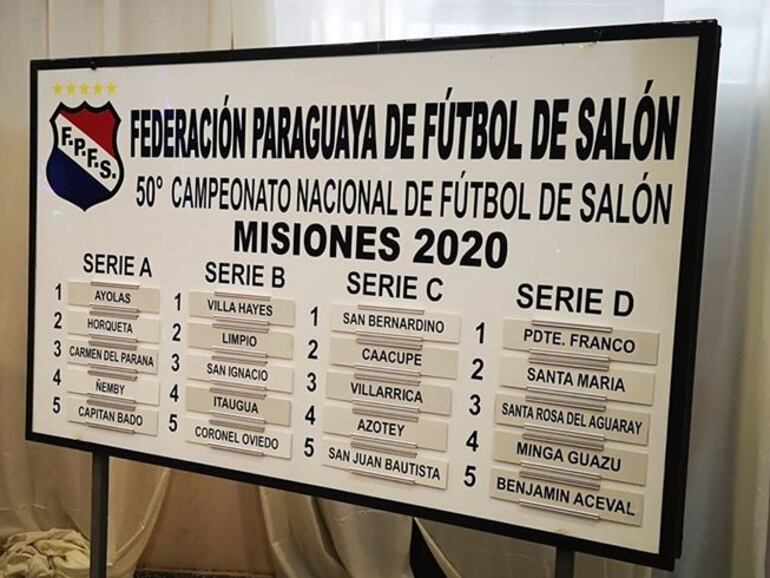 F.P.F.S.
FEDERACIÓN PARAGUAYA DE FÚTBOL DE SALÓN
50° CAMPEONATO NACIONAL DE FÚTBOL DE SALÓN
MISIONES 2020
SERIE A
1 AYOLAS
2 HORQUETA
3 CARMEN DEL PARANA
4 ÑEMBY
5 CAPITAN BADO
SERIE B
1 VILLA HAYES
2 LIMPIO
3 SAN IGNACIO
4 ITAUGUA
5 CORONEL OVIEDO
SERIE C
1 SAN BERNARDINO
2 CAACUPE
3 VILLARRICA
4 AZOTEY
5 SAN JUAN BAUTISTA
SERIE D
1 PDTE. FRANCO
2 SANTA MARIA
3 SANTA ROSA DEL AGUARAY
4 MINGA GUAZU
5 BENJAMIN ACEVAL